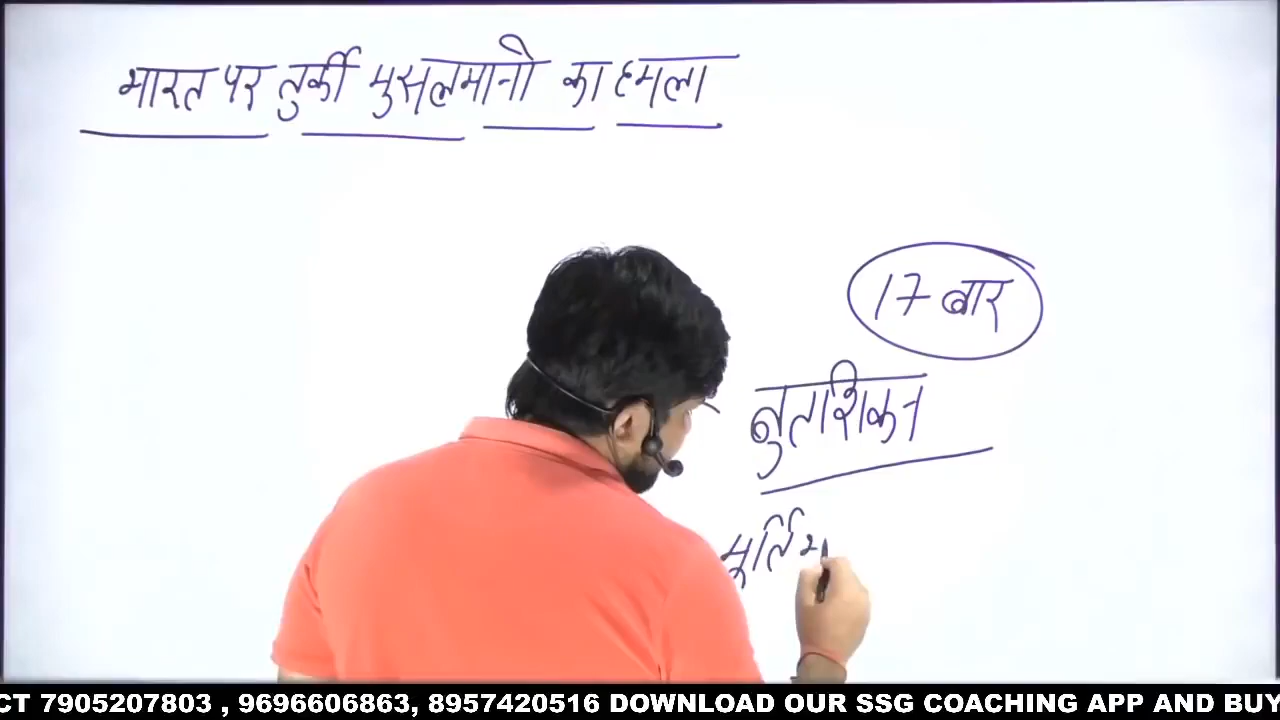 भारत पर तुर्की मुसलमानो का हमला
17 बार
बुतशिकन
मूर्ति
CT 7905207803 , 9696606863, 8957420516 DOWNLOAD OUR SSG COACHING APP AND BUY